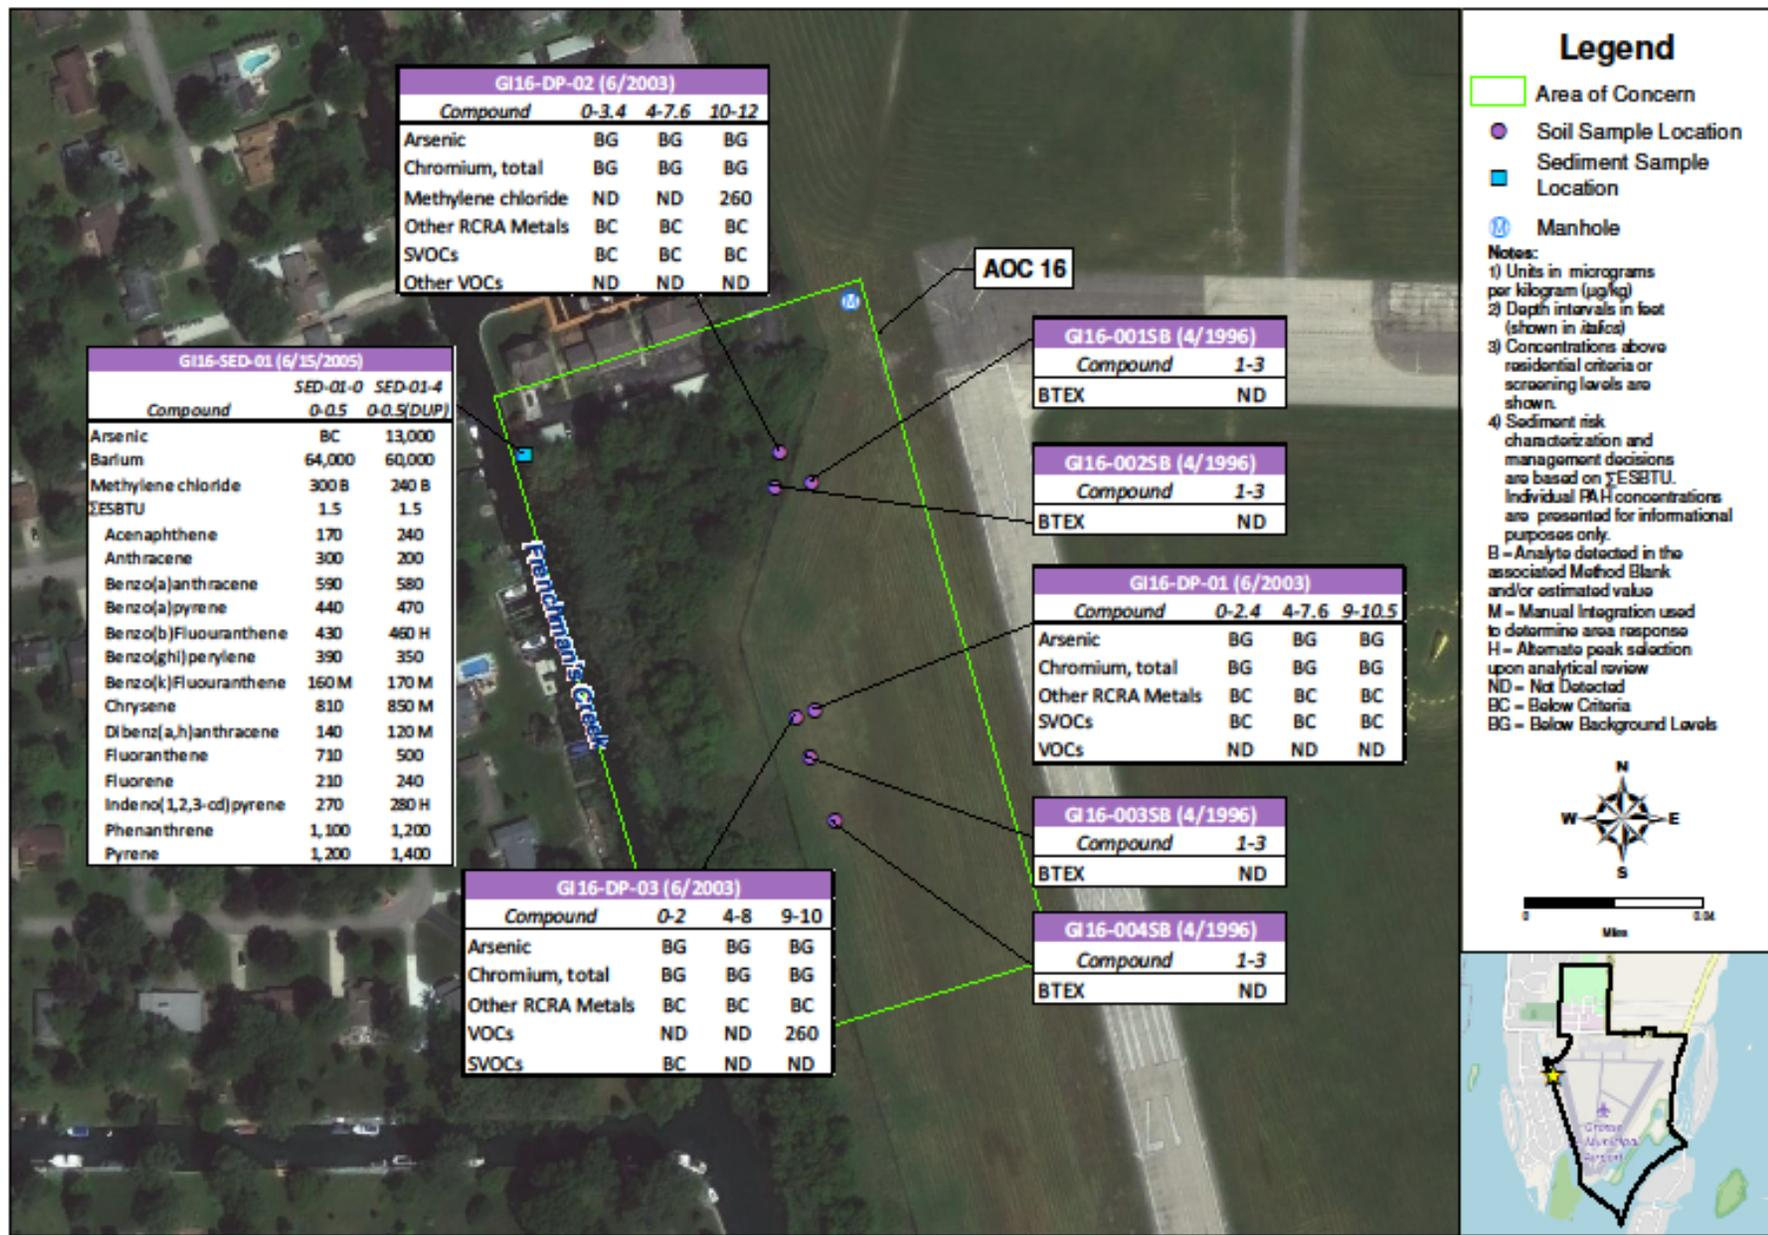 GI16-DP-02 (6/2003)
Compound 0-3.4 4-7.6 10-12
Arsenic BG BG BG
Chromium, total BG BG BG
Methylene chloride ND ND 260
Other RCRA Metals BC BC BC
SVOCs BC BC BC
Other VOCs ND ND ND
AOC 16
GI16-SED-01 (6/15/2005)
SED-01-0 SED-01-4
Compound 0-0.5 0-0.5(DUP)
Arsenic BC 13,000
Barium 64,000 60,000
Methylene chloride 300 B 240 B
ΣESBTU 1.5 1.5
Acenaphthene 170 240
Anthracene 300 200
Benzo(a)anthracene 590 580
Benzo(a)pyrene 440 470
Benzo(b)Fluouranthene 430 460 H
Benzo(ghi)perylene 390 350
Benzo(k)Fluouranthene 160 M 170 M
Chrysene 810 850 M
Dibenz(a,h)anthracene 140 120 M
Fluoranthene 710 500
Fluorene 210 240
Indeno(1,2,3-cd)pyrene 270 280 H
Phenanthrene 1,100 1,200
Pyrene 1,200 1,400
Frenchman's Creek
GI16-001SB (4/1996)
Compound 1-3
BTEX ND
GI16-002SB (4/1996)
Compound 1-3
BTEX ND
GI16-DP-01 (6/2003)
Compound 0-2.4 4-7.6 9-10.5
Arsenic BG BG BG
Chromium, total BG BG BG
Other RCRA Metals BC BC BC
SVOCs BC BC BC
VOCs ND ND ND
GI16-003SB (4/1996)
Compound 1-3
BTEX ND
GI16-004SB (4/1996)
Compound 1-3
BTEX ND
GI16-DP-03 (6/2003)
Compound 0-2 4-8 9-10
Arsenic BG BG BG
Chromium, total BG BG BG
Other RCRA Metals BC BC BC
VOCs ND ND 260
SVOCs BC ND ND
17
Legend
Area of Concern
Soil Sample Location
Sediment Sample
Location
M Manhole
Notes:
1) Units in micrograms
per kilogram (µg/kg)
2) Depth intervals in feet
(shown in italics)
3) Concentrations above
residential criteria or
screening levels are
shown.
4) Sediment risk
characterization and
management decisions
are based on ΣESBTU.
Individual PAH concentrations
are presented for informational
purposes only.
B = Analyte detected in the
associated Method Blank
and/or estimated value
M = Manual Integration used
to determine area response
H = Alternate peak selection
upon analytical review
ND = Not Detected
BC = Below Criteria
BG = Below Background Levels
N
W E
S
0 0.04
Miles
Grosse
Municipal
Airport